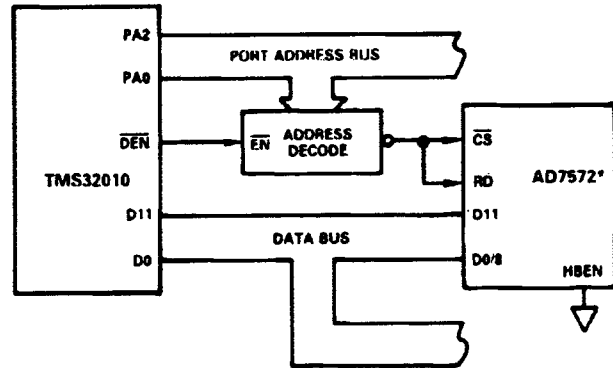 PA2
PORT ADDRESS BUS
PA0
DEN
EN
ADDRESS
DECODE
CS
TMS32010
RD
AD7572*
D11
D11
DATA BUS
D0
D0/8
HBEN